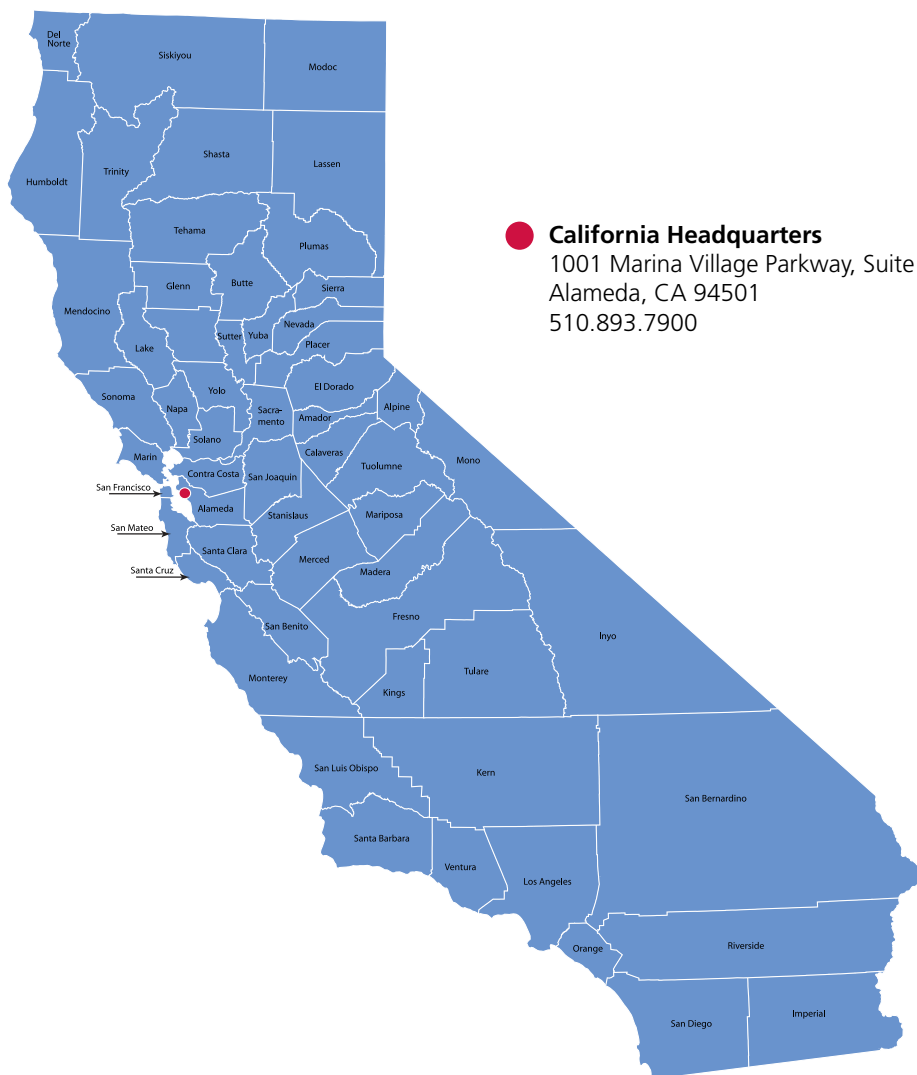 Del
Norte
Siskiyou
Modoc
Shasta
Lassen
Humboldt
Trinity
Tehama
Plumas
California Headquarters
1001 Marina Village Parkway, Suite
Alameda, CA 94501
510.893.7900
Glenn
Butte
Sierra
Mendocino
Lake
Sutter
Yuba
Nevada
Placer
Sonoma
Napa
Yolo
Sacra-
mento
El Dorado
Alpine
Amador
Solano
Marin
Calaveras
Tuolumne
Mono
Contra Costa
San Joaquin
San Francisco
Alameda
Stanislaus
Mariposa
San Mateo
Santa Clara
Merced
Madera
Santa Cruz
Fresno
San Benito
Inyo
Monterey
Kings
Tulare
San Luis Obispo
Kern
San Bernardino
Santa Barbara
Ventura
Los Angeles
Orange
Riverside
San Diego
Imperial